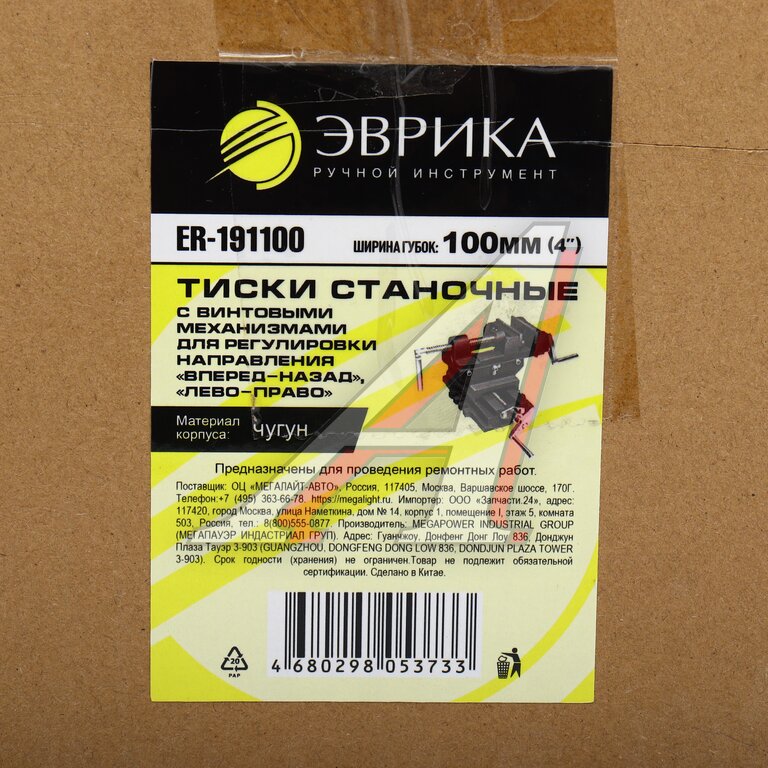 ЭВРИКА
РУЧНОЙ ИНСТРУМЕНТ
ER-191100 ШИРИНА ГУБОК: 100ММ (4")
ТИСКИ СТАНОЧНЫЕ
С ВИНТОВЫМИ
МЕХАНИЗМАМИ
ДЛЯ РЕГУЛИРОВКИ
НАПРАВЛЕНИЯ
«ВПЕРЕД-НАЗАД»,
«ЛЕВО-ПРАВО»
Материал
корпуса: чугун
Предназначены для проведения ремонтных работ.
Поставщик: ОЦ «МЕГАЛАЙТ-АВТО», Россия, 117405, Москва, Варшавское шоссе, 170Г.
Телефон:+7 (495) 363-66-78. https://megalight.ru. Импортер: ООО «Запчасти.24», адрес:
117420, город Москва, улица Наметкина, дом № 14, корпус 1, помещение I, этаж 5, комната
503, Россия, тел.: 8(800)555-0877. Производитель: MEGAPOWER INDUSTRIAL GROUP
(МЕГАПАУЭР ИНДАСТРИАЛ ГРУП). Адрес: Гуанчжоу, Донфенг Донг Лоу 836, Донджун
Плаза Тауэр 3-903 (GUANGZHOU, DONGFENG DONG LOW 836, DONDJUN PLAZA TOWER
3-903). Срок годности (хранения) не ограничен.Товар не подлежит обязательной
сертификации. Сделано в Китае.
4 680298 053733
20
PAP